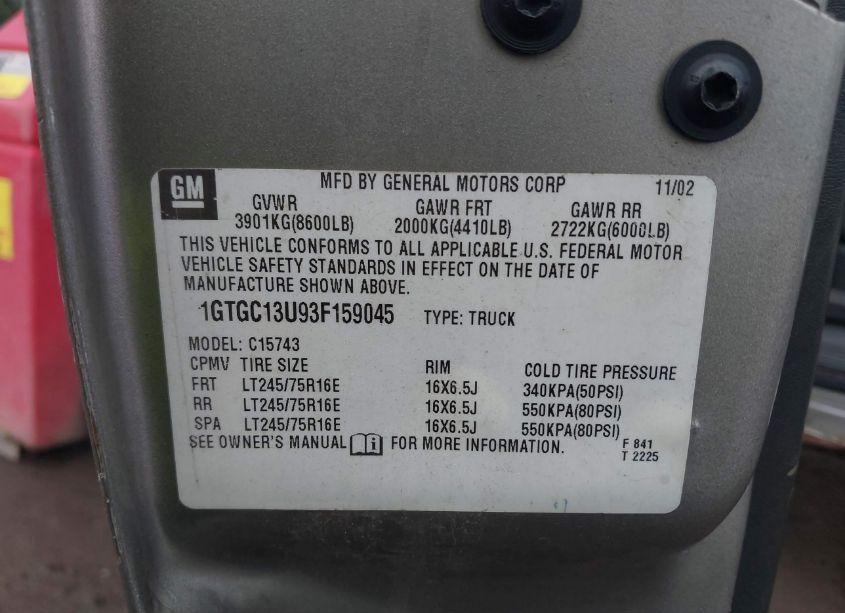 GM
MFD BY GENERAL MOTORS CORP 11/02
GVWR GAWR FRT GAWR RR
3901KG(8600LB) 2000KG(4410LB) 2722KG(6000LB)
THIS VEHICLE CONFORMS TO ALL APPLICABLE U.S. FEDERAL MOTOR
VEHICLE SAFETY STANDARDS IN EFFECT ON THE DATE OF
MANUFACTURE SHOWN ABOVE.
1GTGC13U93F159045 TYPE: TRUCK
MODEL: C15743
CPMV TIRE SIZE RIM COLD TIRE PRESSURE
FRT LT245/75R16E 16X6.5J 340KPA(50PSI)
RR LT245/75R16E 16X6.5J 550KPA(80PSI)
SPA LT245/75R16E 16X6.5J 550KPA(80PSI)
SEE OWNER'S MANUAL FOR MORE INFORMATION.
F 841
T 2225